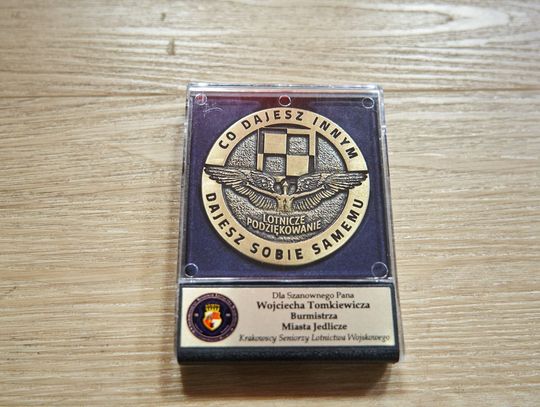 CO DAJESZ INNYM
LOTNICZE
PODZIĘKOWANIE
DAJESZ SOBIE SAMEMU
Dla Szanownego Pana
Wojciecha Tomkiewicza
Burmistrza
Miasta Jedlicze
Krakowscy Seniorzy Lotnictwa Wojskowego